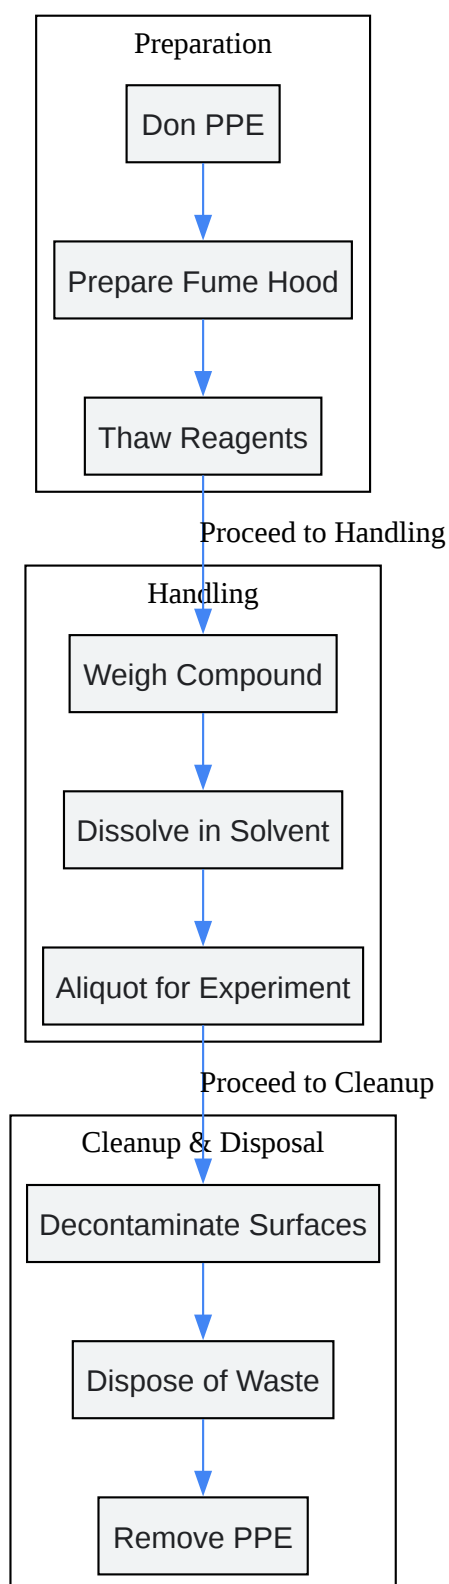 Preparation
Don PPE
Prepare Fume Hood
Thaw Reagents
Proceed to Handling
Handling
Weigh Compound
Dissolve in Solvent
Aliquot for Experiment
Proceed to Cleanup
Cleanup & Disposal
Decontaminate Surfaces
Dispose of Waste
Remove PPE